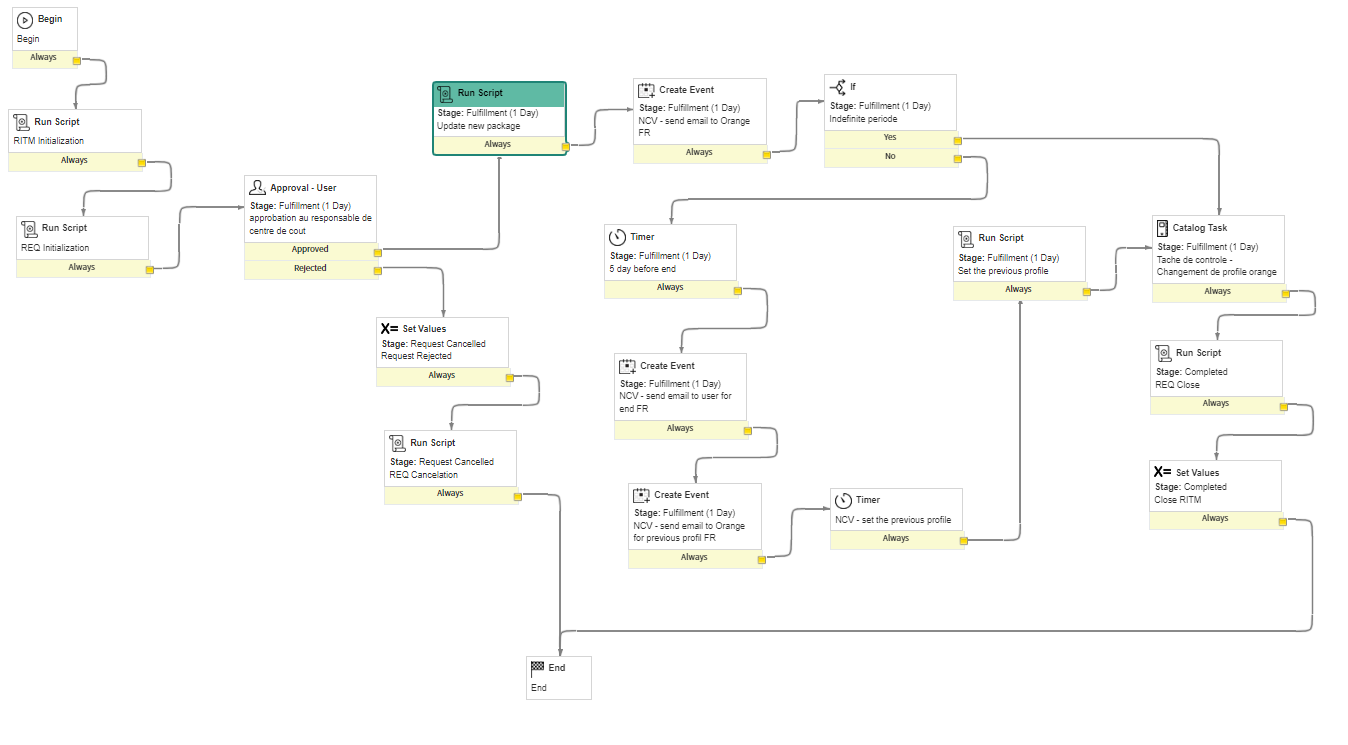 Begin
Begin
Always
Run Script
RITM Initialization
Always
Run Script
REQ Initialization
Always
Approval - User
Stage: Fulfillment (1 Day)
approbation au responsable de
centre de cout
Approved
Rejected
Set Values
Stage: Request Cancelled
Request Rejected
Always
Run Script
Stage: Request Cancelled
REQ Cancelation
Always
Run Script
Stage: Fulfillment (1 Day)
Update new package
Always
Create Event
Stage: Fulfillment (1 Day)
NCV - send email to Orange
FR
Always
If
Stage: Fulfillment (1 Day)
Indefinite periode
Yes
No
Timer
Stage: Fulfillment (1 Day)
5 day before end
Always
Create Event
Stage: Fulfillment (1 Day)
NCV - send email to user for
end FR
Always
Create Event
Stage: Fulfillment (1 Day)
NCV - send email to Orange
for previous profil FR
Always
Timer
NCV - set the previous profile
Always
Run Script
Stage: Fulfillment (1 Day)
Set the previous profile
Always
Catalog Task
Stage: Fulfillment (1 Day)
Tache de controle -
Changement de profile orange
Always
Run Script
Stage: Completed
REQ Close
Always
X= Set Values
Stage: Completed
Close RITM
Always
End
End